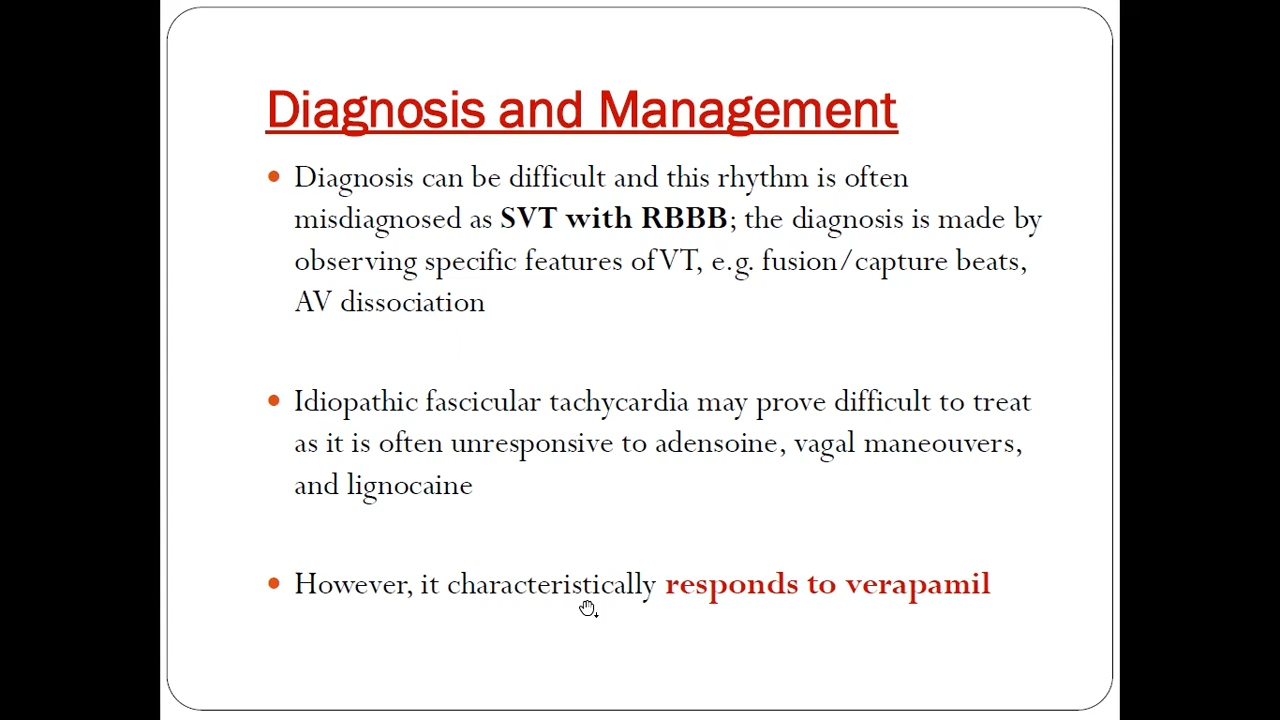 Diagnosis and Management
• Diagnosis can be difficult and this rhythm is often
misdiagnosed as SVT with RBBB; the diagnosis is made by
observing specific features of VT, e.g. fusion/capture beats,
AV dissociation
• Idiopathic fascicular tachycardia may prove difficult to treat
as it is often unresponsive to adensoine, vagal maneouvers,
and lignocaine
• However, it characteristically responds to verapamil